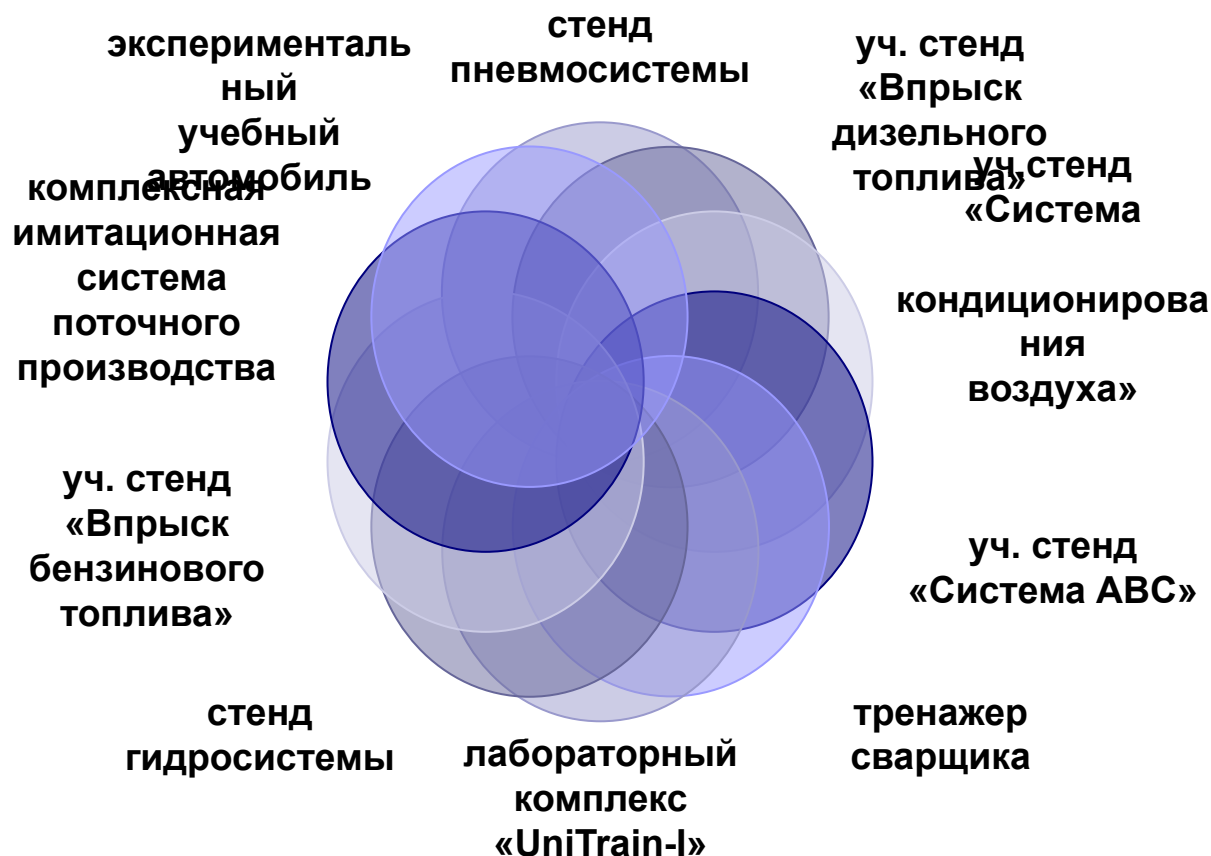 стенд
пневмосистемы
уч. стенд
«Впрыск
дизельного
топлива»
уч.стенд
«Система
кондиционирова
ния
воздуха»
уч. стенд
«Система АВС»
тренажер
сварщика
лабораторный
комплекс
«UniTrain-I»
стенд
гидросистемы
уч. стенд
«Впрыск
бензинового
топлива»
комплексная
имитационная
система
поточного
производства
эксперименталь
ный
учебный
автомобиль